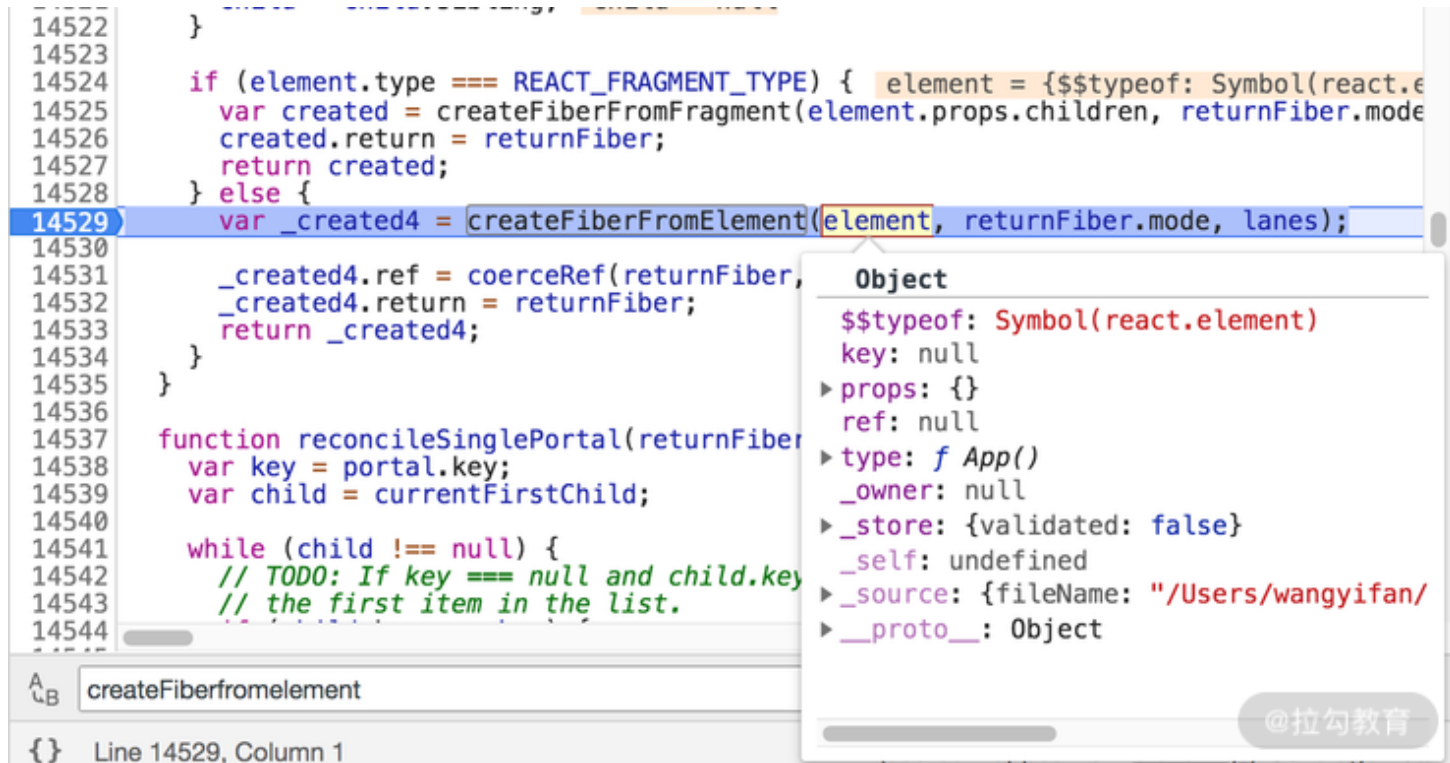 14522 }
14523
14524 if (element.type === REACT_FRAGMENT_TYPE) { element = {$$typeof: Symbol(react.e
14525 var created = createFiberFromFragment(element.props.children, returnFiber.mode
14526 created.return = returnFiber;
14527 return created;
14528 } else {
14529 var _created4 = createFiberFromElement(element, returnFiber.mode, lanes);
14530
14531 _created4.ref = coerceRef(returnFiber,
14532 _created4.return = returnFiber;
14533 return _created4;
14534 }
14535 }
14536
14537 function reconcileSinglePortal(returnFiber
14538 var key = portal.key;
14539 var child = currentFirstChild;
14540
14541 while (child !== null) {
14542 // TODO: If key === null and child.key
14543 // the first item in the list.
14544
Object
$$typeof: Symbol(react.element)
key: null
props: {}
ref: null
type: ƒ App()
_owner: null
_store: {validated: false}
_self: undefined
_source: {fileName: "/Users/wangyifan/
__proto__: Object
@拉勾教育
createFiberfromelement
{} Line 14529, Column 1